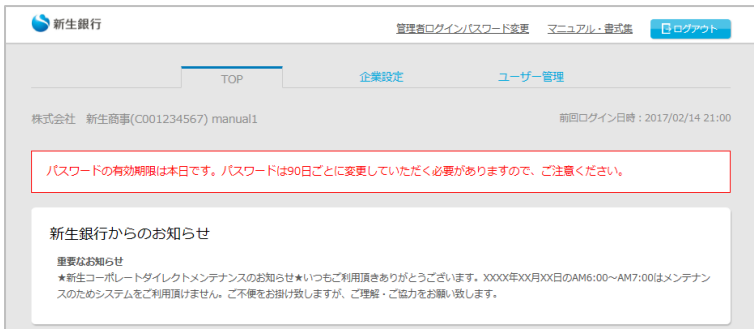 新生銀行
管理者ログインパスワード変更 マニュアル・書式集 ログアウト
TOP 企業設定 ユーザー管理
株式会社 新生商事(C001234567) manual1 前回ログイン日時：2017/02/14 21:00
パスワードの有効期限は本日です。パスワードは90日ごとに変更していただく必要がありますので、ご注意ください。
新生銀行からのお知らせ
重要なお知らせ
★新生コーポレートダイレクトメンテナンスのお知らせ★いつもご利用頂きありがとうございます。XXXX年XX月XX日のAM6:00～AM7:00はメンテナン
スのためシステムをご利用頂けません。ご不便をお掛け致しますが、ご理解・ご協力をお願い致します。